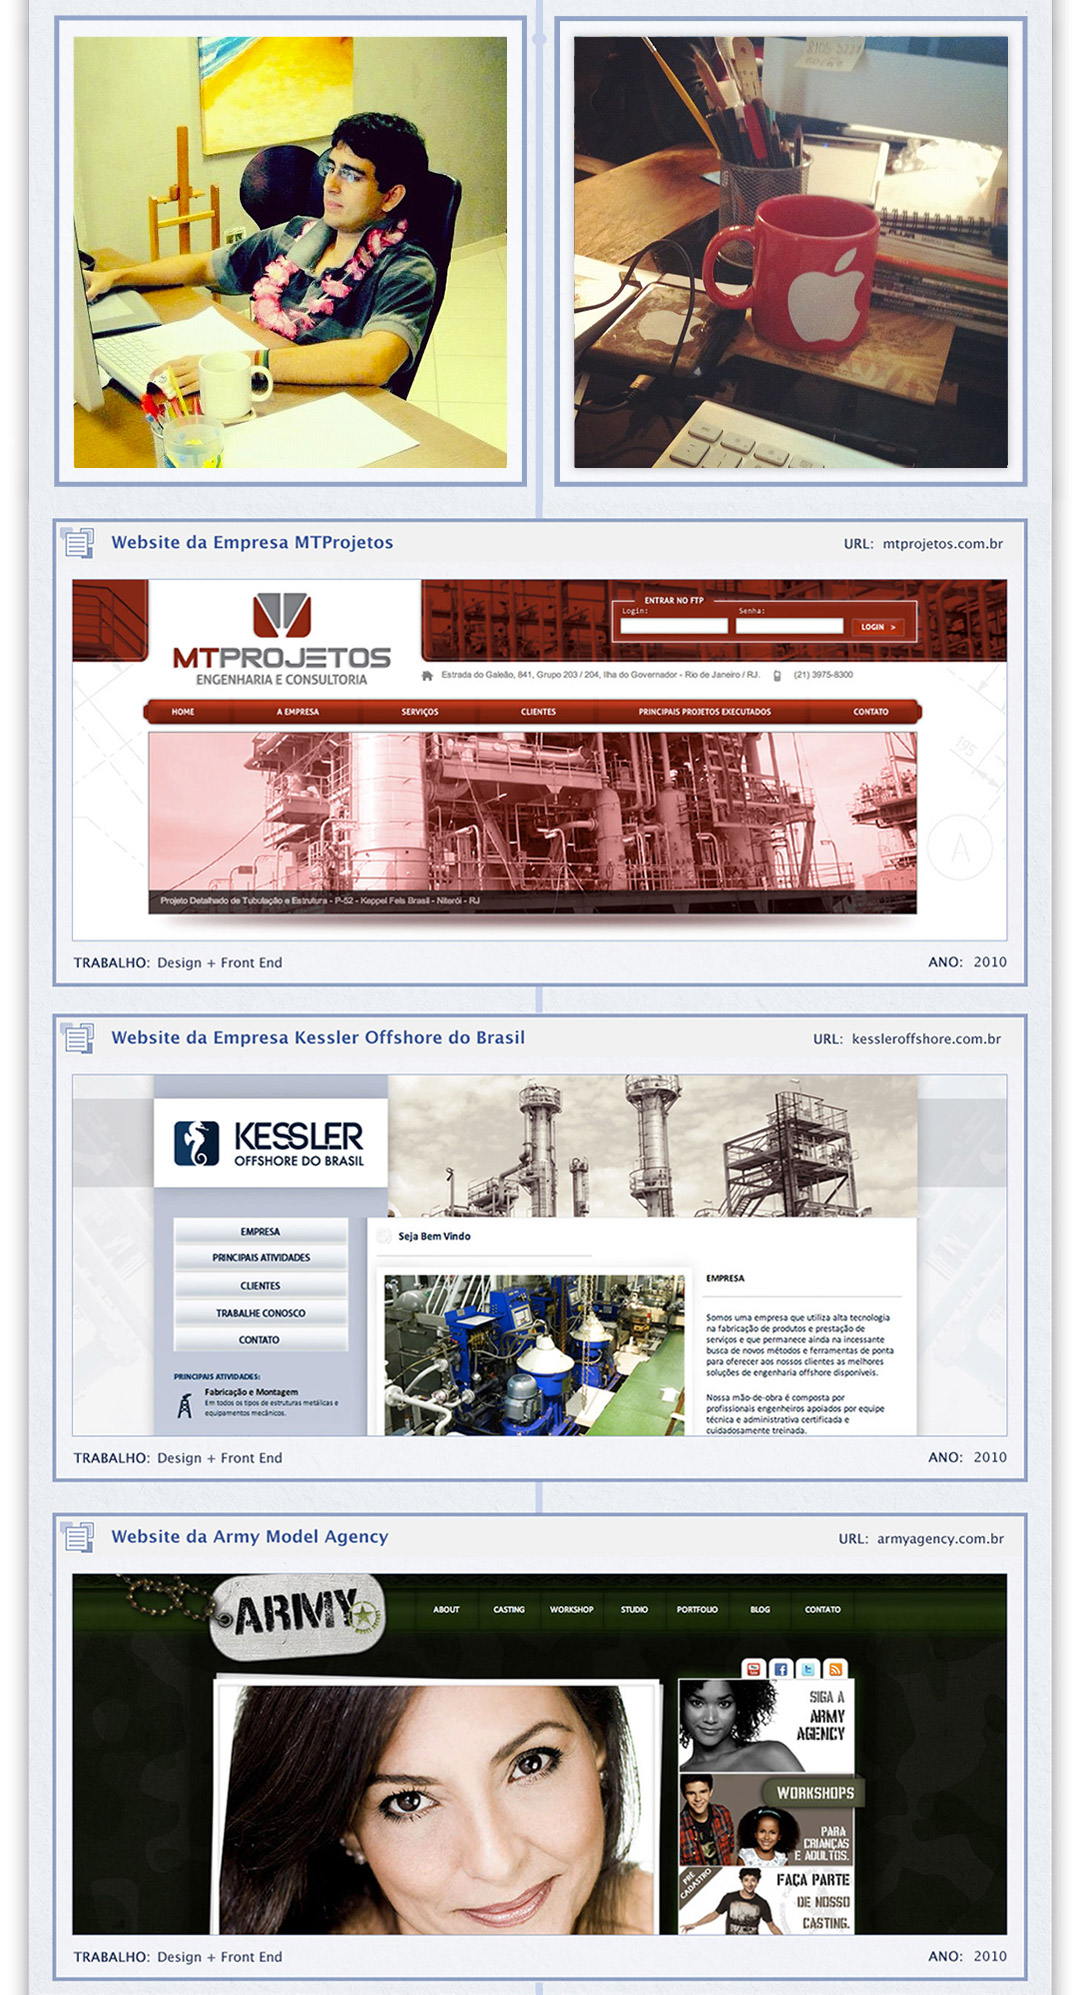 8105 5221
Website da Empresa MTProjetos
URL: mtprojetos.com.br
ENTRAR NO FTP
Login:
Senha:
LOGIN >
MTPROJETOS
ENGENHARIA E CONSULTORIA
Estrada do Galeão, 841, Grupo 203 / 204, Ilha do Governador - Rio de Janeiro / RJ.
(21) 3975-8300
HOME
A EMPRESA
SERVIÇOS
CLIENTES
PRINCIPAIS PROJETOS EXECUTADOS
CONTATO
195
A
Projeto Detalhado de Tubulação e Estrutura - P-52 - Keppel Fels Brasil - Niterói - RJ
TRABALHO: Design + Front End
ANO: 2010
Website da Empresa Kessler Offshore do Brasil
URL: kessleroffshore.com.br
KESSLER
OFFSHORE DO BRASIL
EMPRESA
PRINCIPAIS ATIVIDADES
CLIENTES
TRABALHE CONOSCO
CONTATO
PRINCIPAIS ATIVIDADES:
Fabricação e Montagem
Em todos os tipos de estruturas metálicas e
equipamentos mecânicos.
Seja Bem Vindo
EMPRESA
Somos uma empresa que utiliza alta tecnologia
na fabricação de produtos e prestação de
serviços e que permanece ainda na incessante
busca de novos métodos e ferramentas de ponta
para oferecer aos nossos clientes as melhores
soluções de engenharia offshore disponíveis.
Nossa mão-de-obra é composta por
profissionais engenheiros apoiados por equipe
técnica e administrativa certificada e
cuidadosamente treinada.
TRABALHO: Design + Front End
ANO: 2010
Website da Army Model Agency
URL: armyagency.com.br
ARMY
ABOUT
CASTING
WORKSHOP
STUDIO
PORTFOLIO
BLOG
CONTATO
SIGA A
ARMY
AGENCY
WORKSHOPS
PARA
CRIANÇAS
E ADULTOS.
PRÉ
CADASTRO
FAÇA PARTE
DE NOSSO
CASTING.
TRABALHO: Design + Front End
ANO: 2010